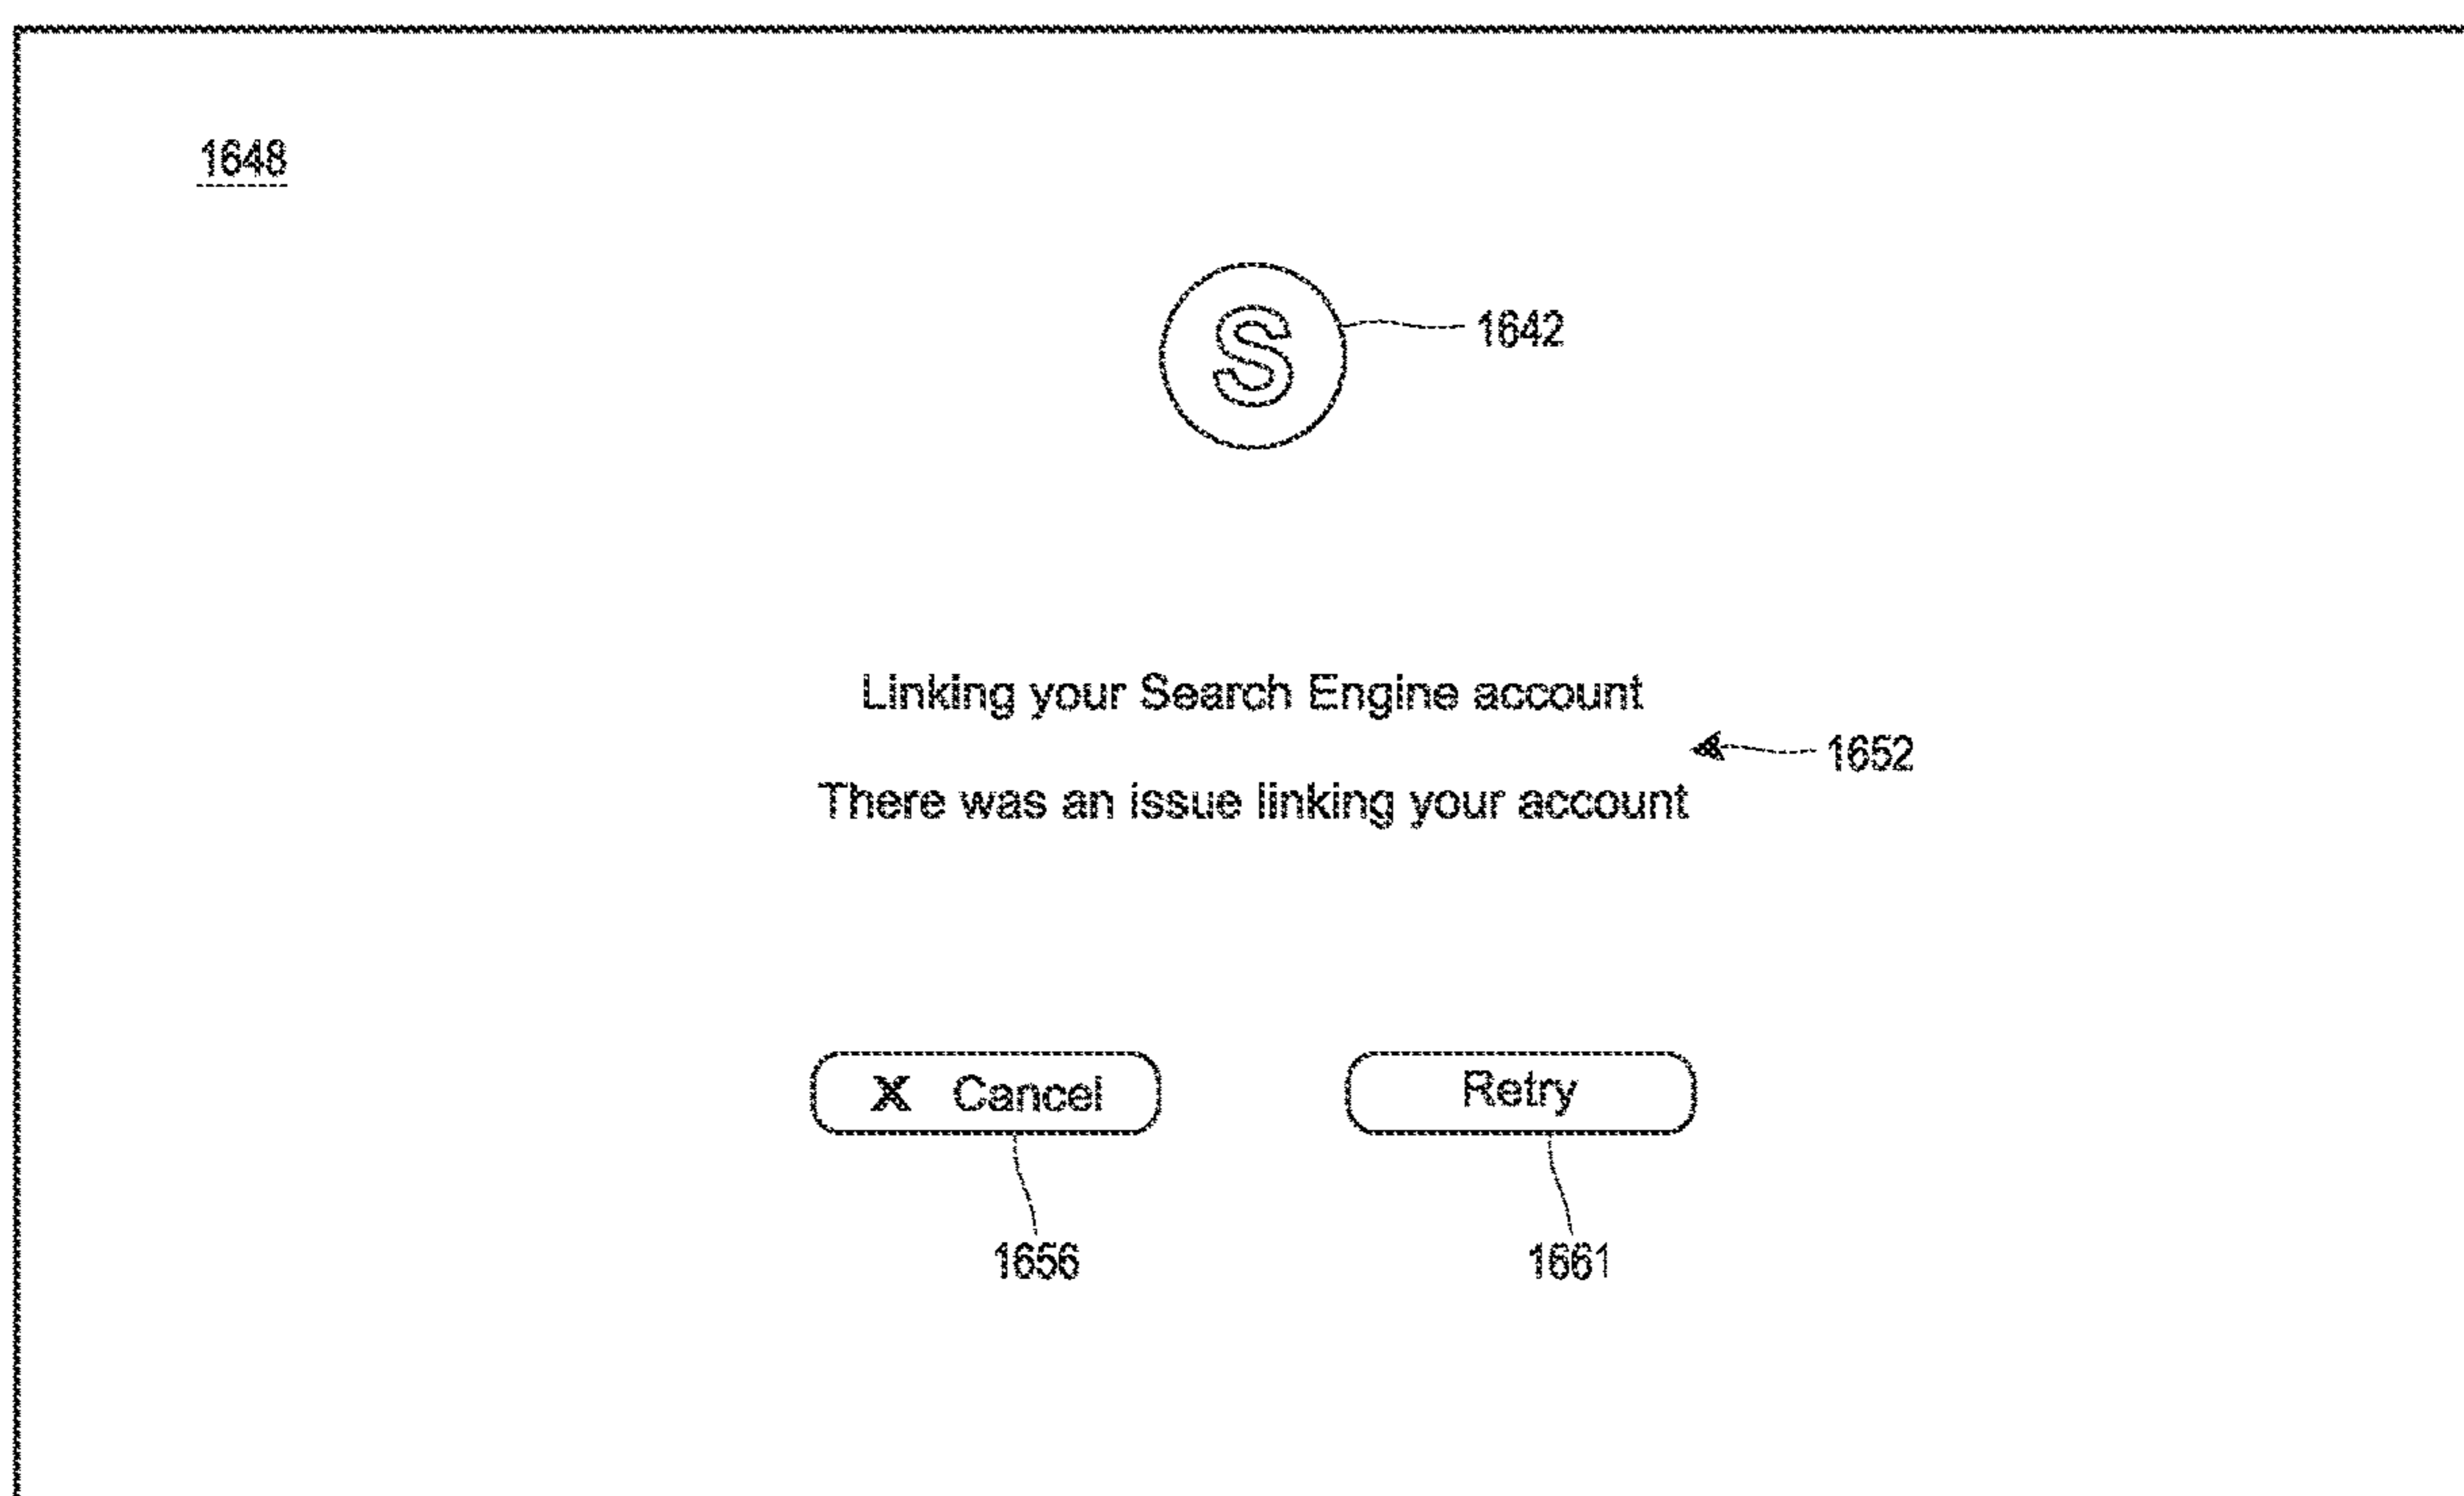 1648
S
1642
Linking your Search Engine account
1652
There was an issue linking your account
X Cancel
Retry
1656
1661